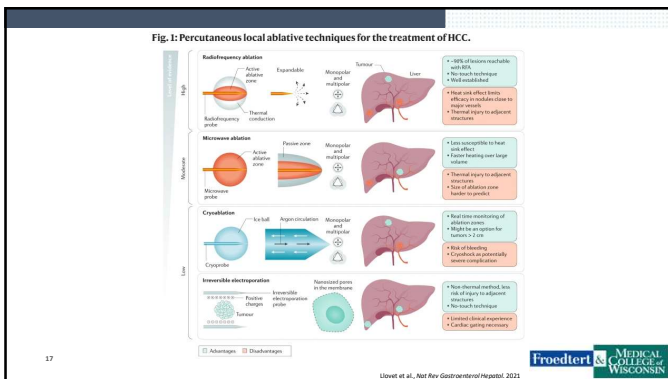 Fig. 1: Percutaneous local ablative techniques for the treatment of HCC.
Level of evidence
High
Moderate
Low
Radiofrequency ablation
Active
ablative
zone
Expandable
Thermal
conduction
Radiofrequency
probe
Monopolar
and
multipolar
Tumour
Liver
• ~90% of lesions reachable
with RFA
• No-touch technique
• Well established
• Heat sink effect limits
efficacy in nodules close to
major vessels
• Thermal injury to adjacent
structures
Microwave ablation
Active
ablative
zone
Passive zone
Microwave
probe
Monopolar
and
multipolar
• Less susceptible to heat
sink effect
• Faster heating over large
volume
• Thermal injury to adjacent
structures
• Size of ablation zone
harder to predict
Cryoablation
Ice ball
Argon circulation
Cryoprobe
Monopolar
and
multipolar
• Real time monitoring of
ablation zones
• Might be an option for
tumors > 2 cm
• Risk of bleeding
• Cryoshock as potentially
severe complication
Irreversible electroporation
Positive
charges
Irreversible
electroporation
probe
Tumour
Nanosized pores
in the membrane
• Non-thermal method, less
risk of injury to adjacent
structures
• No-touch technique
• Limited clinical experience
• Cardiac gating necessary
Advantages
Disadvantages
17
Llovet et al., Nat Rev Gastroenterol Hepatol. 2021
Froedtert &
MEDICAL
COLLEGE of
WISCONSIN